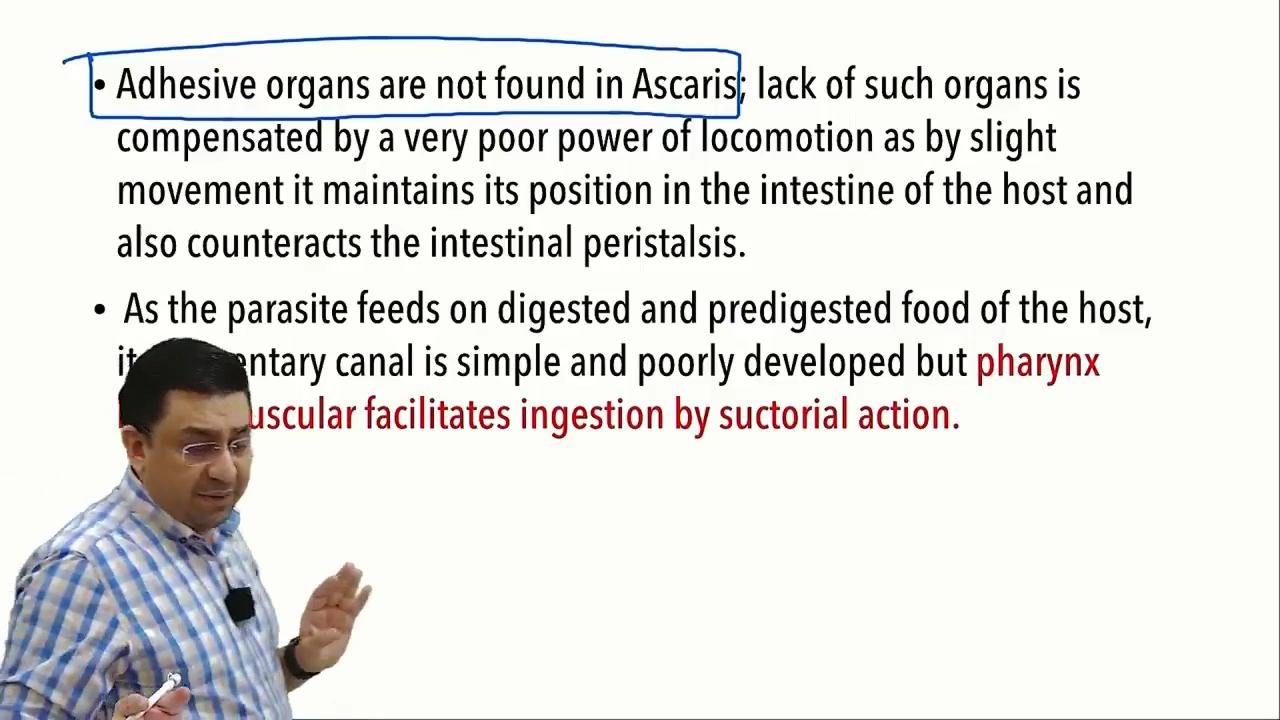 • Adhesive organs are not found in Ascaris; lack of such organs is
compensated by a very poor power of locomotion as by slight
movement it maintains its position in the intestine of the host and
also counteracts the intestinal peristalsis.
• As the parasite feeds on digested and predigested food of the host,
canal is simple and poorly developed but pharynx
facilitates ingestion by suctorial action.